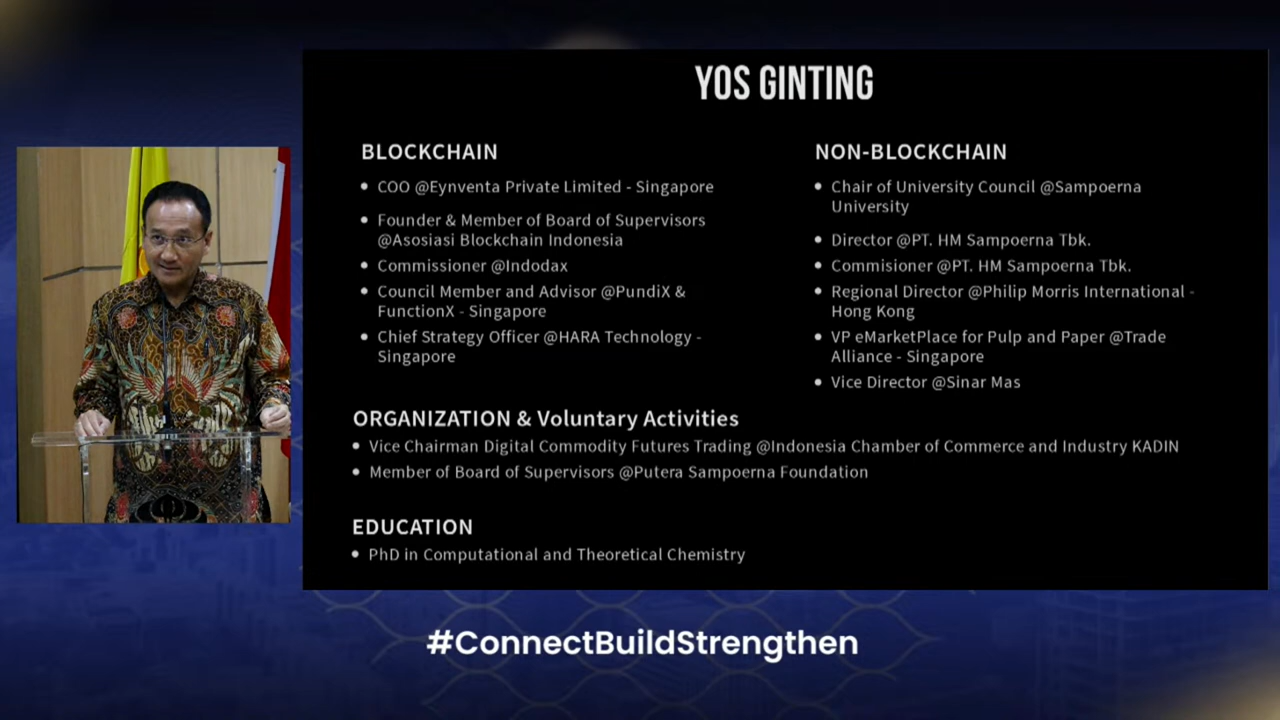 YOS GINTING
BLOCKCHAIN
COO @Eynventa Private Limited - Singapore
Founder & Member of Board of Supervisors
@Asosiasi Blockchain Indonesia
Commissioner @Indodax
Council Member and Advisor @PundiX &
FunctionX - Singapore
Chief Strategy Officer @HARA Technology -
Singapore
NON-BLOCKCHAIN
Chair of University Council @Sampoerna
University
Director @PT. HM Sampoerna Tbk.
Commisioner @PT. HM Sampoerna Tbk.
Regional Director @Philip Morris International -
Hong Kong
VP eMarketPlace for Pulp and Paper @Trade
Alliance - Singapore
Vice Director @Sinar Mas
ORGANIZATION & Voluntary Activities
Vice Chairman Digital Commodity Futures Trading @Indonesia Chamber of Commerce and Industry KADIN
Member of Board of Supervisors @Putera Sampoerna Foundation
EDUCATION
PhD in Computational and Theoretical Chemistry
#ConnectBuildStrengthen